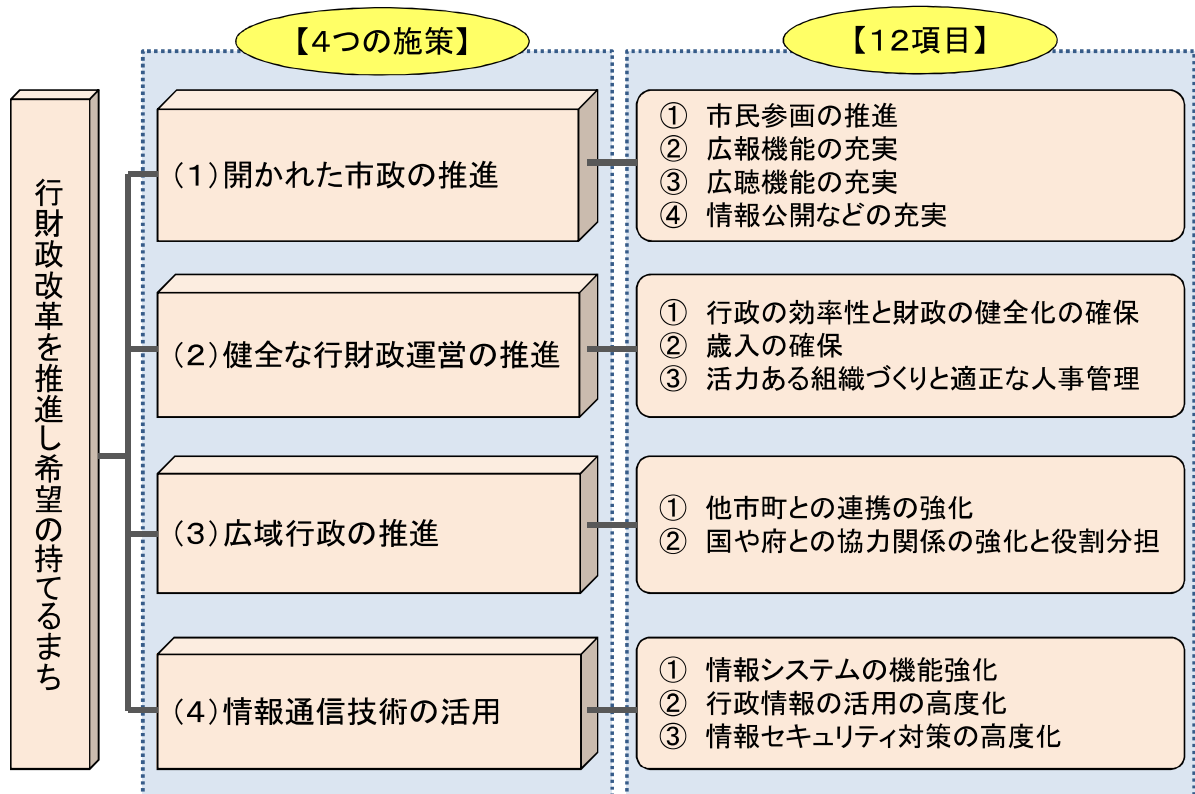 【4つの施策】
【12項目】
行財政改革を推進し希望の持てるまち
（1）開かれた市政の推進
① 市民参画の推進
② 広報機能の充実
③ 広聴機能の充実
④ 情報公開などの充実
（2）健全な行財政運営の推進
① 行政の効率性と財政の健全化の確保
② 歳入の確保
③ 活力ある組織づくりと適正な人事管理
（3）広域行政の推進
① 他市町との連携の強化
② 国や府との協力関係の強化と役割分担
（4）情報通信技術の活用
① 情報システムの機能強化
② 行政情報の活用の高度化
③ 情報セキュリティ対策の高度化